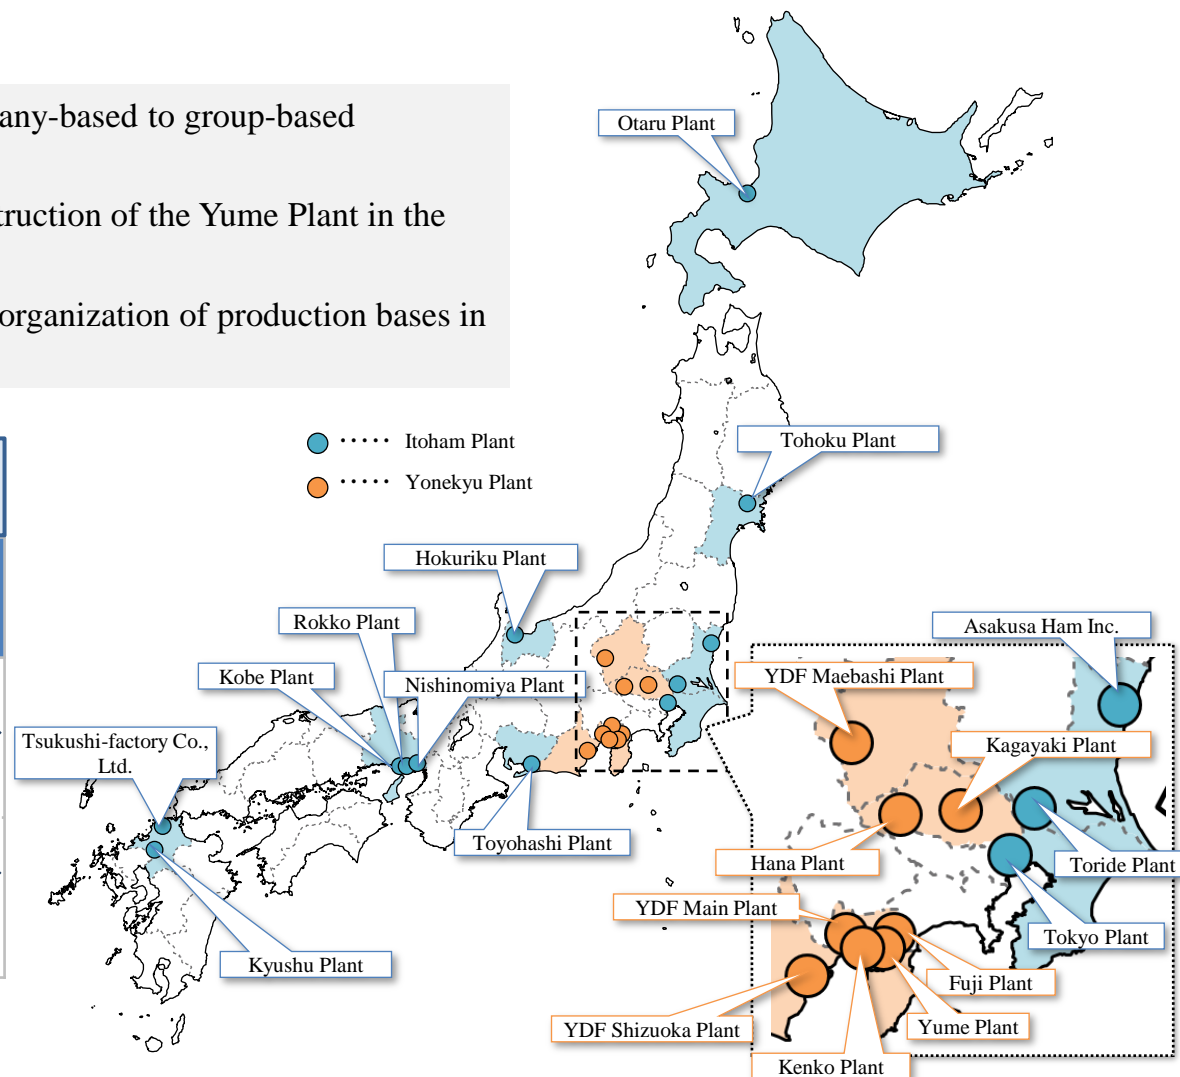 any-based to group-based
truction of the Yume Plant in the
organization of production bases in
Otaru Plant
····· Itoham Plant
····· Yonekyu Plant
Tohoku Plant
Hokuriku Plant
Rokko Plant
Kobe Plant
Nishinomiya Plant
Tsukushi-factory Co.,
Ltd.
Toyohashi Plant
Kyushu Plant
Asakusa Ham Inc.
YDF Maebashi Plant
Kagayaki Plant
Hana Plant
Toride Plant
YDF Main Plant
Tokyo Plant
Fuji Plant
YDF Shizuoka Plant
Yume Plant
Kenko Plant